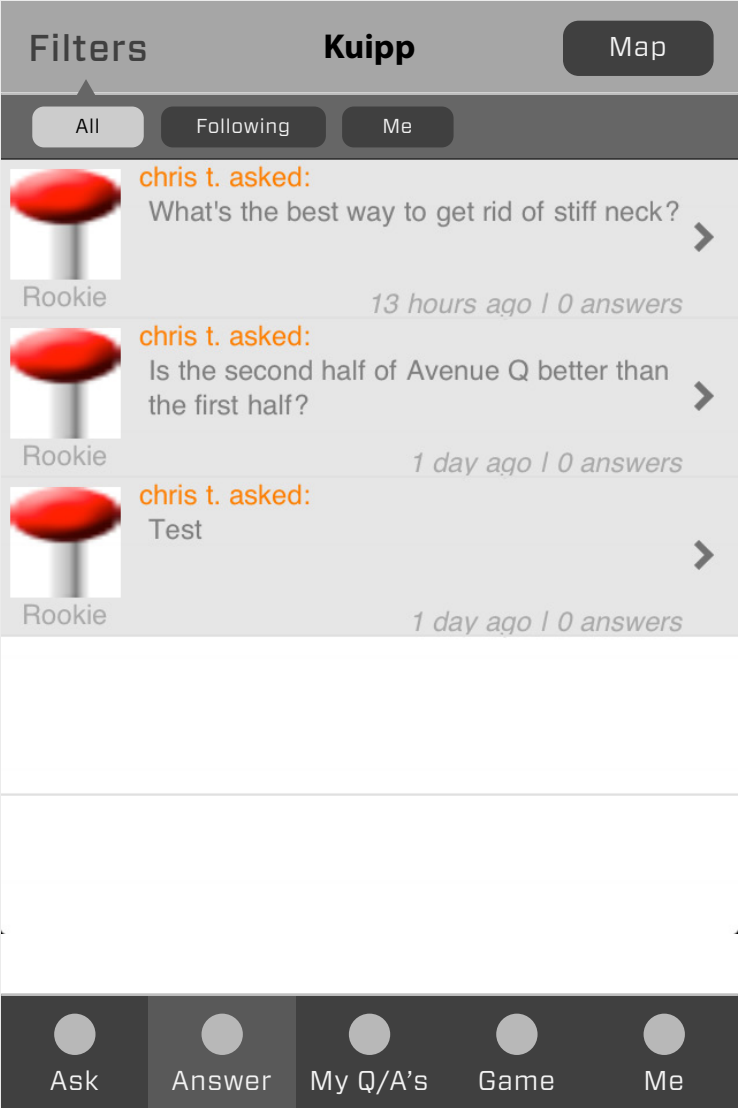 Filters Kuipp Map
All Following Me
chris t. asked:
What's the best way to get rid of stiff neck?
Rookie
13 hours ago | 0 answers
chris t. asked:
Is the second half of Avenue Q better than
the first half?
Rookie
1 day ago | 0 answers
chris t. asked:
Test
Rookie
1 day ago | 0 answers
Ask Answer My Q/A’s Game Me